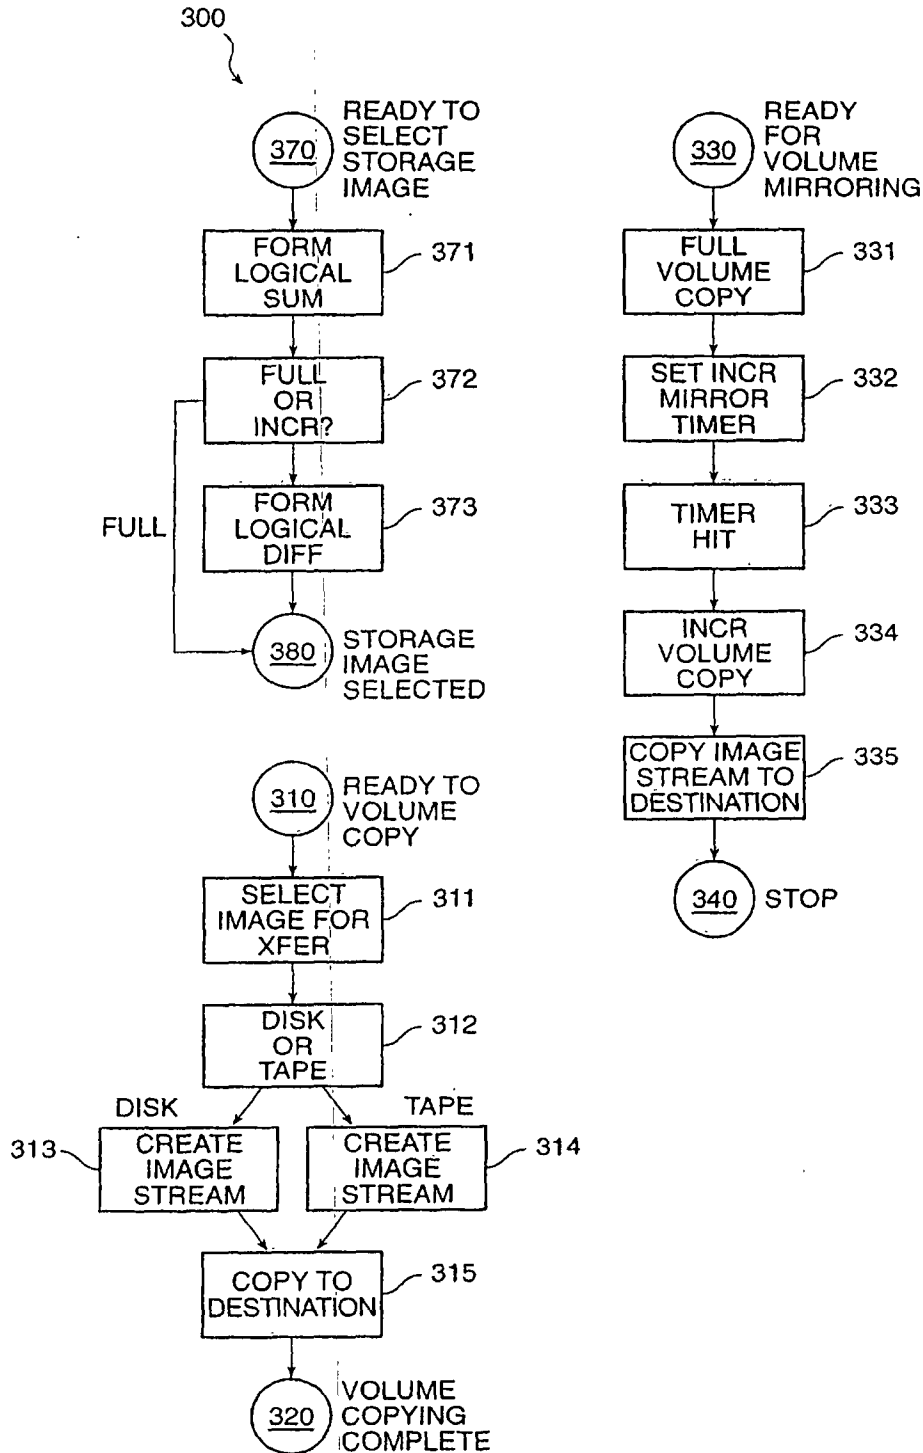 300
370
READY TO
SELECT
STORAGE
IMAGE
FORM
LOGICAL
SUM
371
FULL
OR
INCR?
372
FORM
LOGICAL
DIFF
373
FULL
380
STORAGE
IMAGE
SELECTED
310
READY TO
VOLUME
COPY
SELECT
IMAGE FOR
XFER
311
DISK
OR
TAPE
312
DISK
TAPE
313
CREATE
IMAGE
STREAM
CREATE
IMAGE
STREAM
314
COPY TO
DESTINATION
315
320
VOLUME
COPYING
COMPLETE
330
READY
FOR
VOLUME
MIRRORING
FULL
VOLUME
COPY
331
SET INCR
MIRROR
TIMER
332
TIMER
HIT
333
INCR
VOLUME
COPY
334
COPY IMAGE
STREAM TO
DESTINATION
335
340
STOP